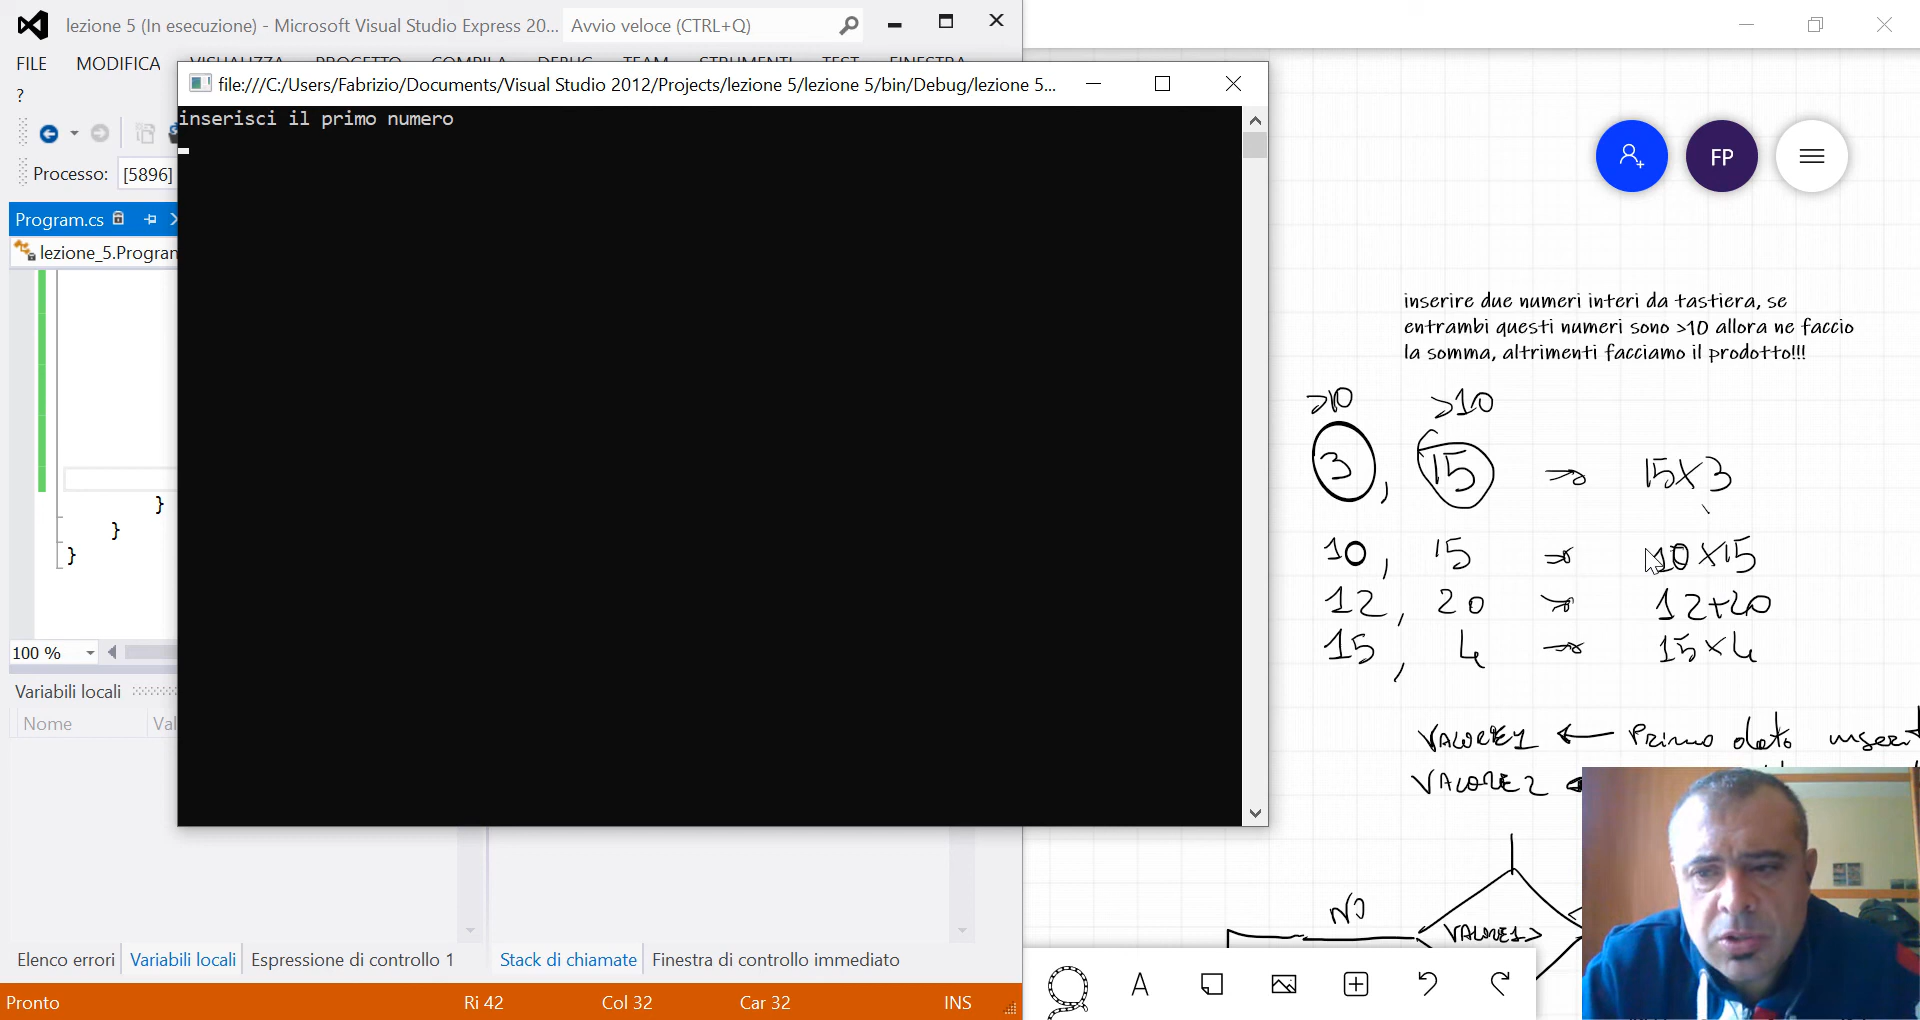 lezione 5 (In esecuzione) - Microsoft Visual Studio Express 20...
Avvio veloce (CTRL+Q)
FILE MODIFICA
?
Processo: [5896]
Program.cs
lezione_5.Program
}
}
}
100 %
Variabili locali
Nome Val
file:///C:/Users/Fabrizio/Documents/Visual Studio 2012/Projects/lezione 5/lezione 5/bin/Debug/lezione 5...
inserisci il primo numero
Elenco errori Variabili locali Espressione di controllo 1
Stack di chiamate Finestra di controllo immediato
Pronto Ri 42 Col 32 Car 32 INS
FP
inserire due numeri interi da tastiera, se
entrambi questi numeri sono >10 allora ne faccio
la somma, altrimenti facciamo il prodotto!!!
>10 >10
3, 15 => 15x3
10, 15 => 10x15
12, 20 => 12+20
15, 4 => 15x4
VALORE1 ← Primo dato inserit
VALORE2 ←
NO
VALORE1>
A